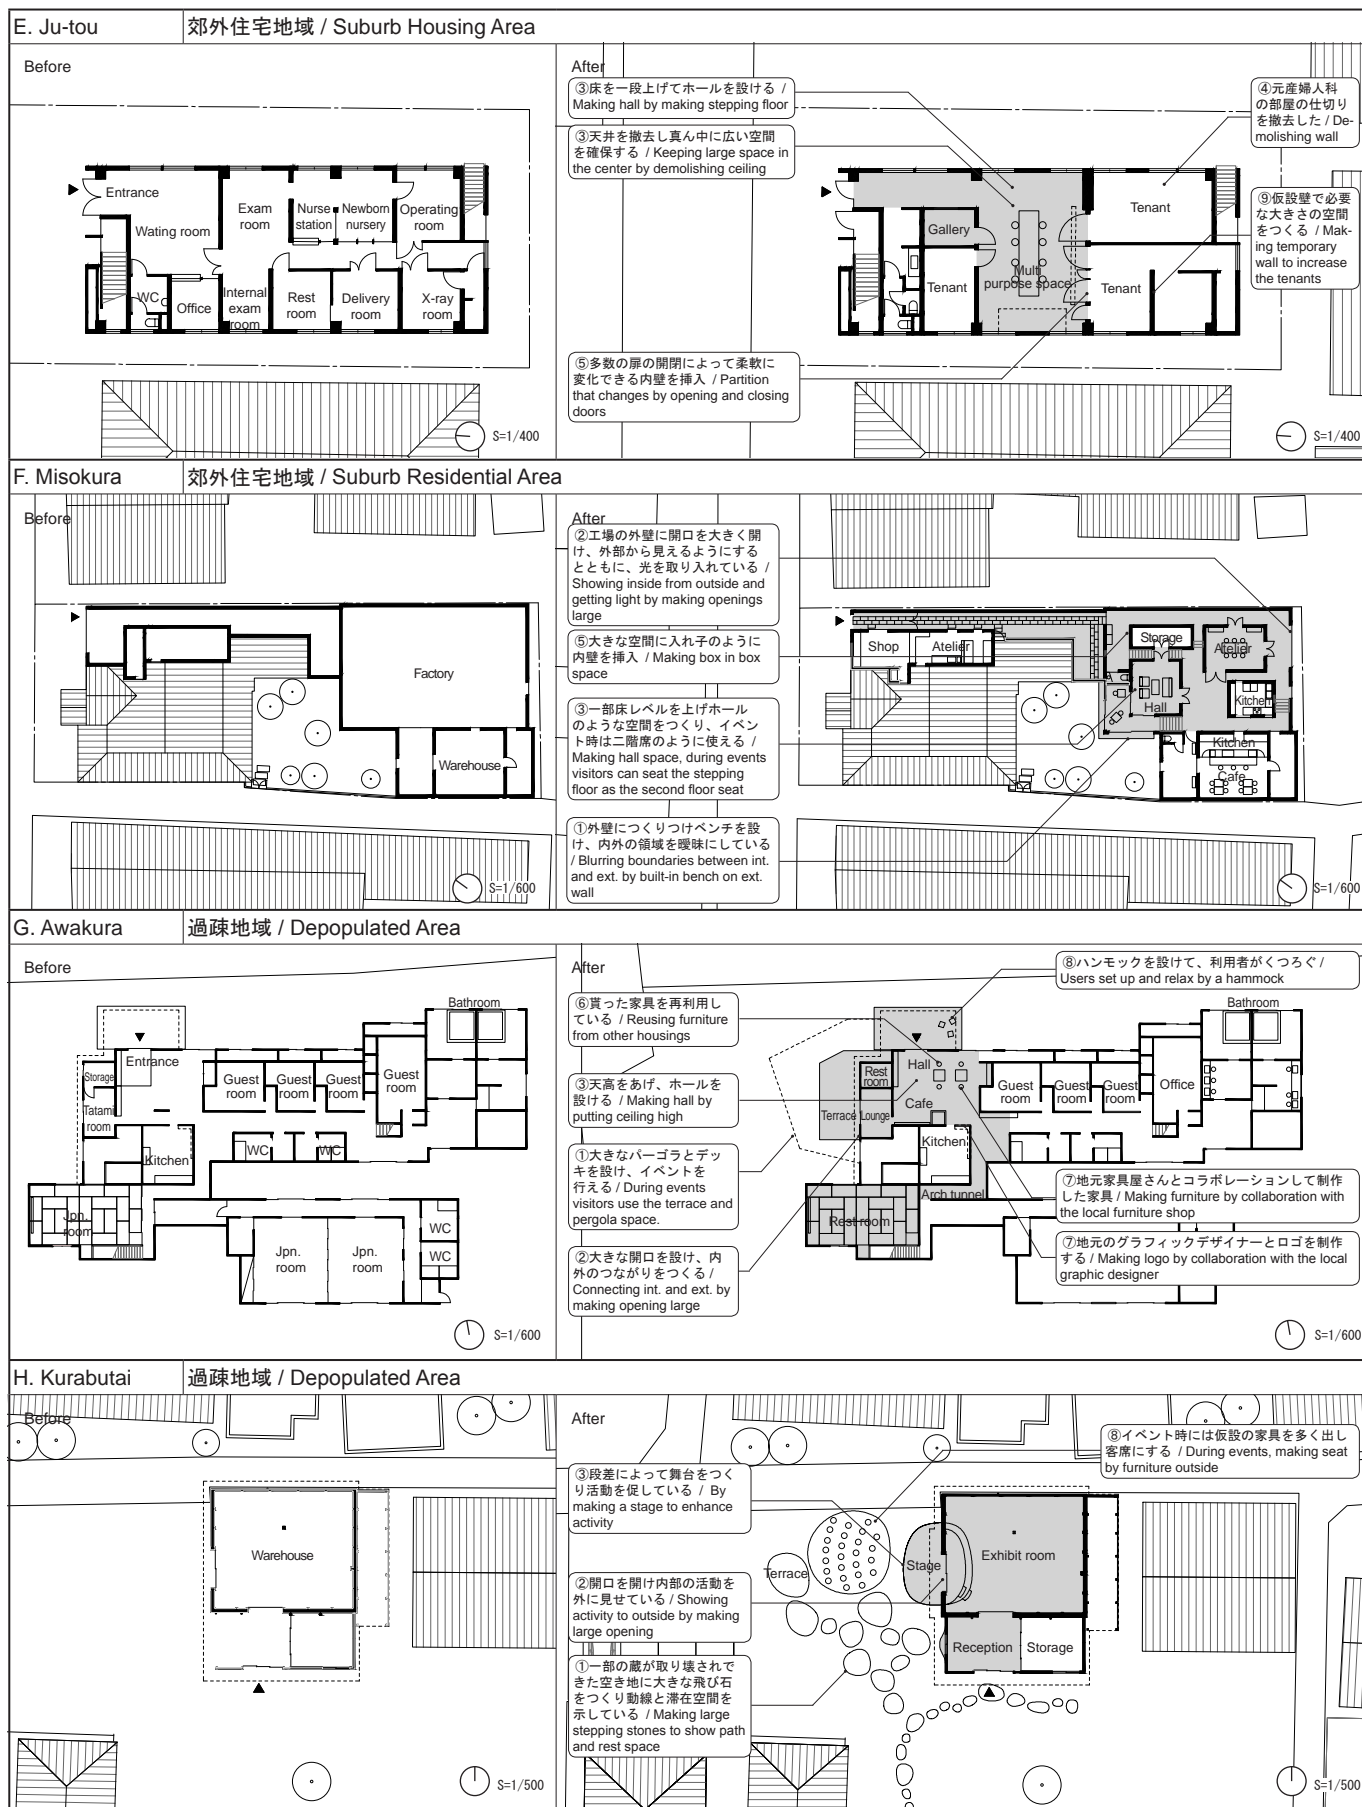 E. Ju-tou
郊外住宅地域 / Suburb Housing Area
Before
Entrance
Wating room
Exam
room
Nurse
station
Newborn
nursery
Operating
room
WC
Office
Internal
exam
room
Rest
room
Delivery
room
X-ray
room
S=1/400
After
③床を一段上げてホールを設ける /
Making hall by making stepping floor
③天井を撤去し真ん中に広い空間
を確保する / Keeping large space in
the center by demolishing ceiling
④元産婦人科
の部屋の仕切り
を撤去した / De-
molishing wall
⑨仮設壁で必要
な大きさの空間
をつくる / Mak-
ing temporary
wall to increase
the tenants
Gallery
Tenant
Multi
purpose space
Tenant
Tenant
⑤多数の扉の開閉によって柔軟に
変化できる内壁を挿入 / Partition
that changes by opening and closing
doors
S=1/400
F. Misokura
郊外住宅地域 / Suburb Residential Area
Before
Factory
Warehouse
S=1/600
After
②工場の外壁に開口を大きく開
け、外部から見えるようにする
とともに、光を取り入れている /
Showing inside from outside and
getting light by making openings
large
⑤大きな空間に入れ子のように
内壁を挿入 / Making box in box
space
③一部床レベルを上げホール
のような空間をつくり、イベン
ト時は二階席のように使える /
Making hall space, during events
visitors can seat the stepping
floor as the second floor seat
①外壁につくりつけベンチを設
け、内外の領域を曖昧にしている
/ Blurring boundaries between int.
and ext. by built-in bench on ext.
wall
Shop
Atelier
Storage
Atelier
Hall
Kitchen
Kitchen
Cafe
S=1/600
G. Awakura
過疎地域 / Depopulated Area
Before
Bathroom
Entrance
Storage
Tatami
room
Guest
room
Guest
room
Guest
room
Guest
room
WC
WC
Kitchen
Jpn.
room
Jpn.
room
Jpn.
room
WC
WC
S=1/600
After
⑧ハンモックを設けて、利用者がくつろぐ /
Users set up and relax by a hammock
⑥貰った家具を再利用し
ている / Reusing furniture
from other housings
③天高をあげ、ホールを
設ける / Making hall by
putting ceiling high
①大きなパーゴラとデッ
キを設け、イベントを
行える / During events
visitors use the terrace and
pergola space.
②大きな開口を設け、内
外のつながりをつくる /
Connecting int. and ext. by
making opening large
Bathroom
Rest
room
Hall
Cafe
Terrace
Lounge
Kitchen
Guest
room
Guest
room
Guest
room
Office
Arch tunnel
Rest room
⑦地元家具屋さんとコラボレーションして制作
した家具 / Making furniture by collaboration with
the local furniture shop
⑦地元のグラフィックデザイナーとロゴを制作
する / Making logo by collaboration with the local
graphic designer
S=1/600
H. Kurabutai
過疎地域 / Depopulated Area
Before
Warehouse
S=1/500
After
⑧イベント時には仮設の家具を多く出し
客席にする / During events, making seat
by furniture outside
③段差によって舞台をつく
り活動を促している / By
making a stage to enhance
activity
②開口を開け内部の活動を
外に見せている / Showing
activity to outside by making
large opening
①一部の蔵が取り壊されで
きた空き地に大きな飛び石
をつくり動線と滞在空間を
示している / Making large
stepping stones to show path
and rest space
Terrace
Stage
Exhibit room
Reception
Storage
S=1/500